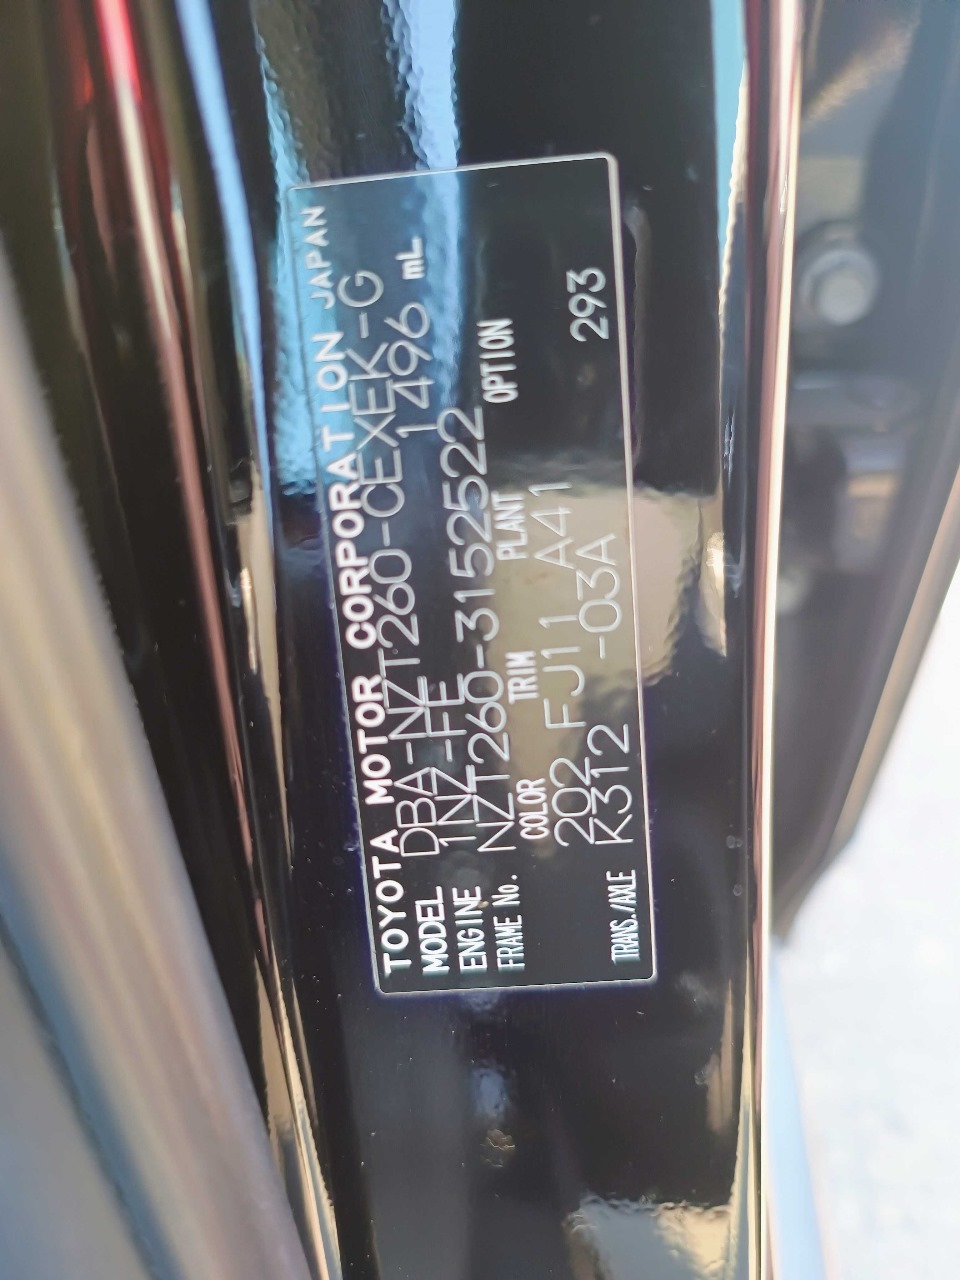 TOYOTA MOTOR CORPORATION JAPAN
MODEL DBA-NZT260-CEXEK-G
ENGINE 1NZ-FE 1496 mL
FRAME No. NZT260-3152522
COLOR TRIM PLANT OPTION
202 FJ11 A41
TRANS./AXLE K312 -03A 293